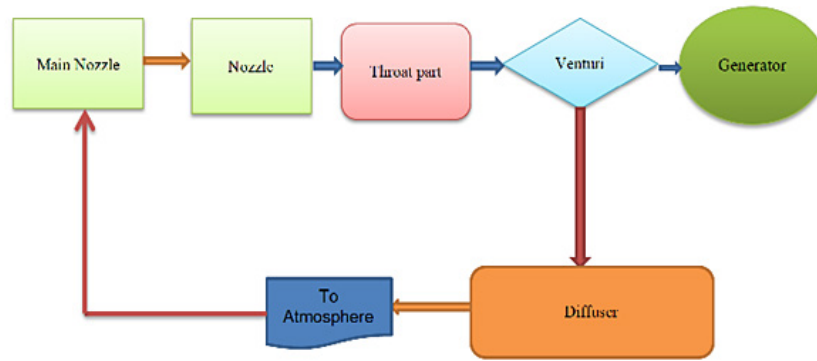 Main Nozzle
Nozzle
Throat part
Venturi
Generator
To
Atmosphere
Diffuser